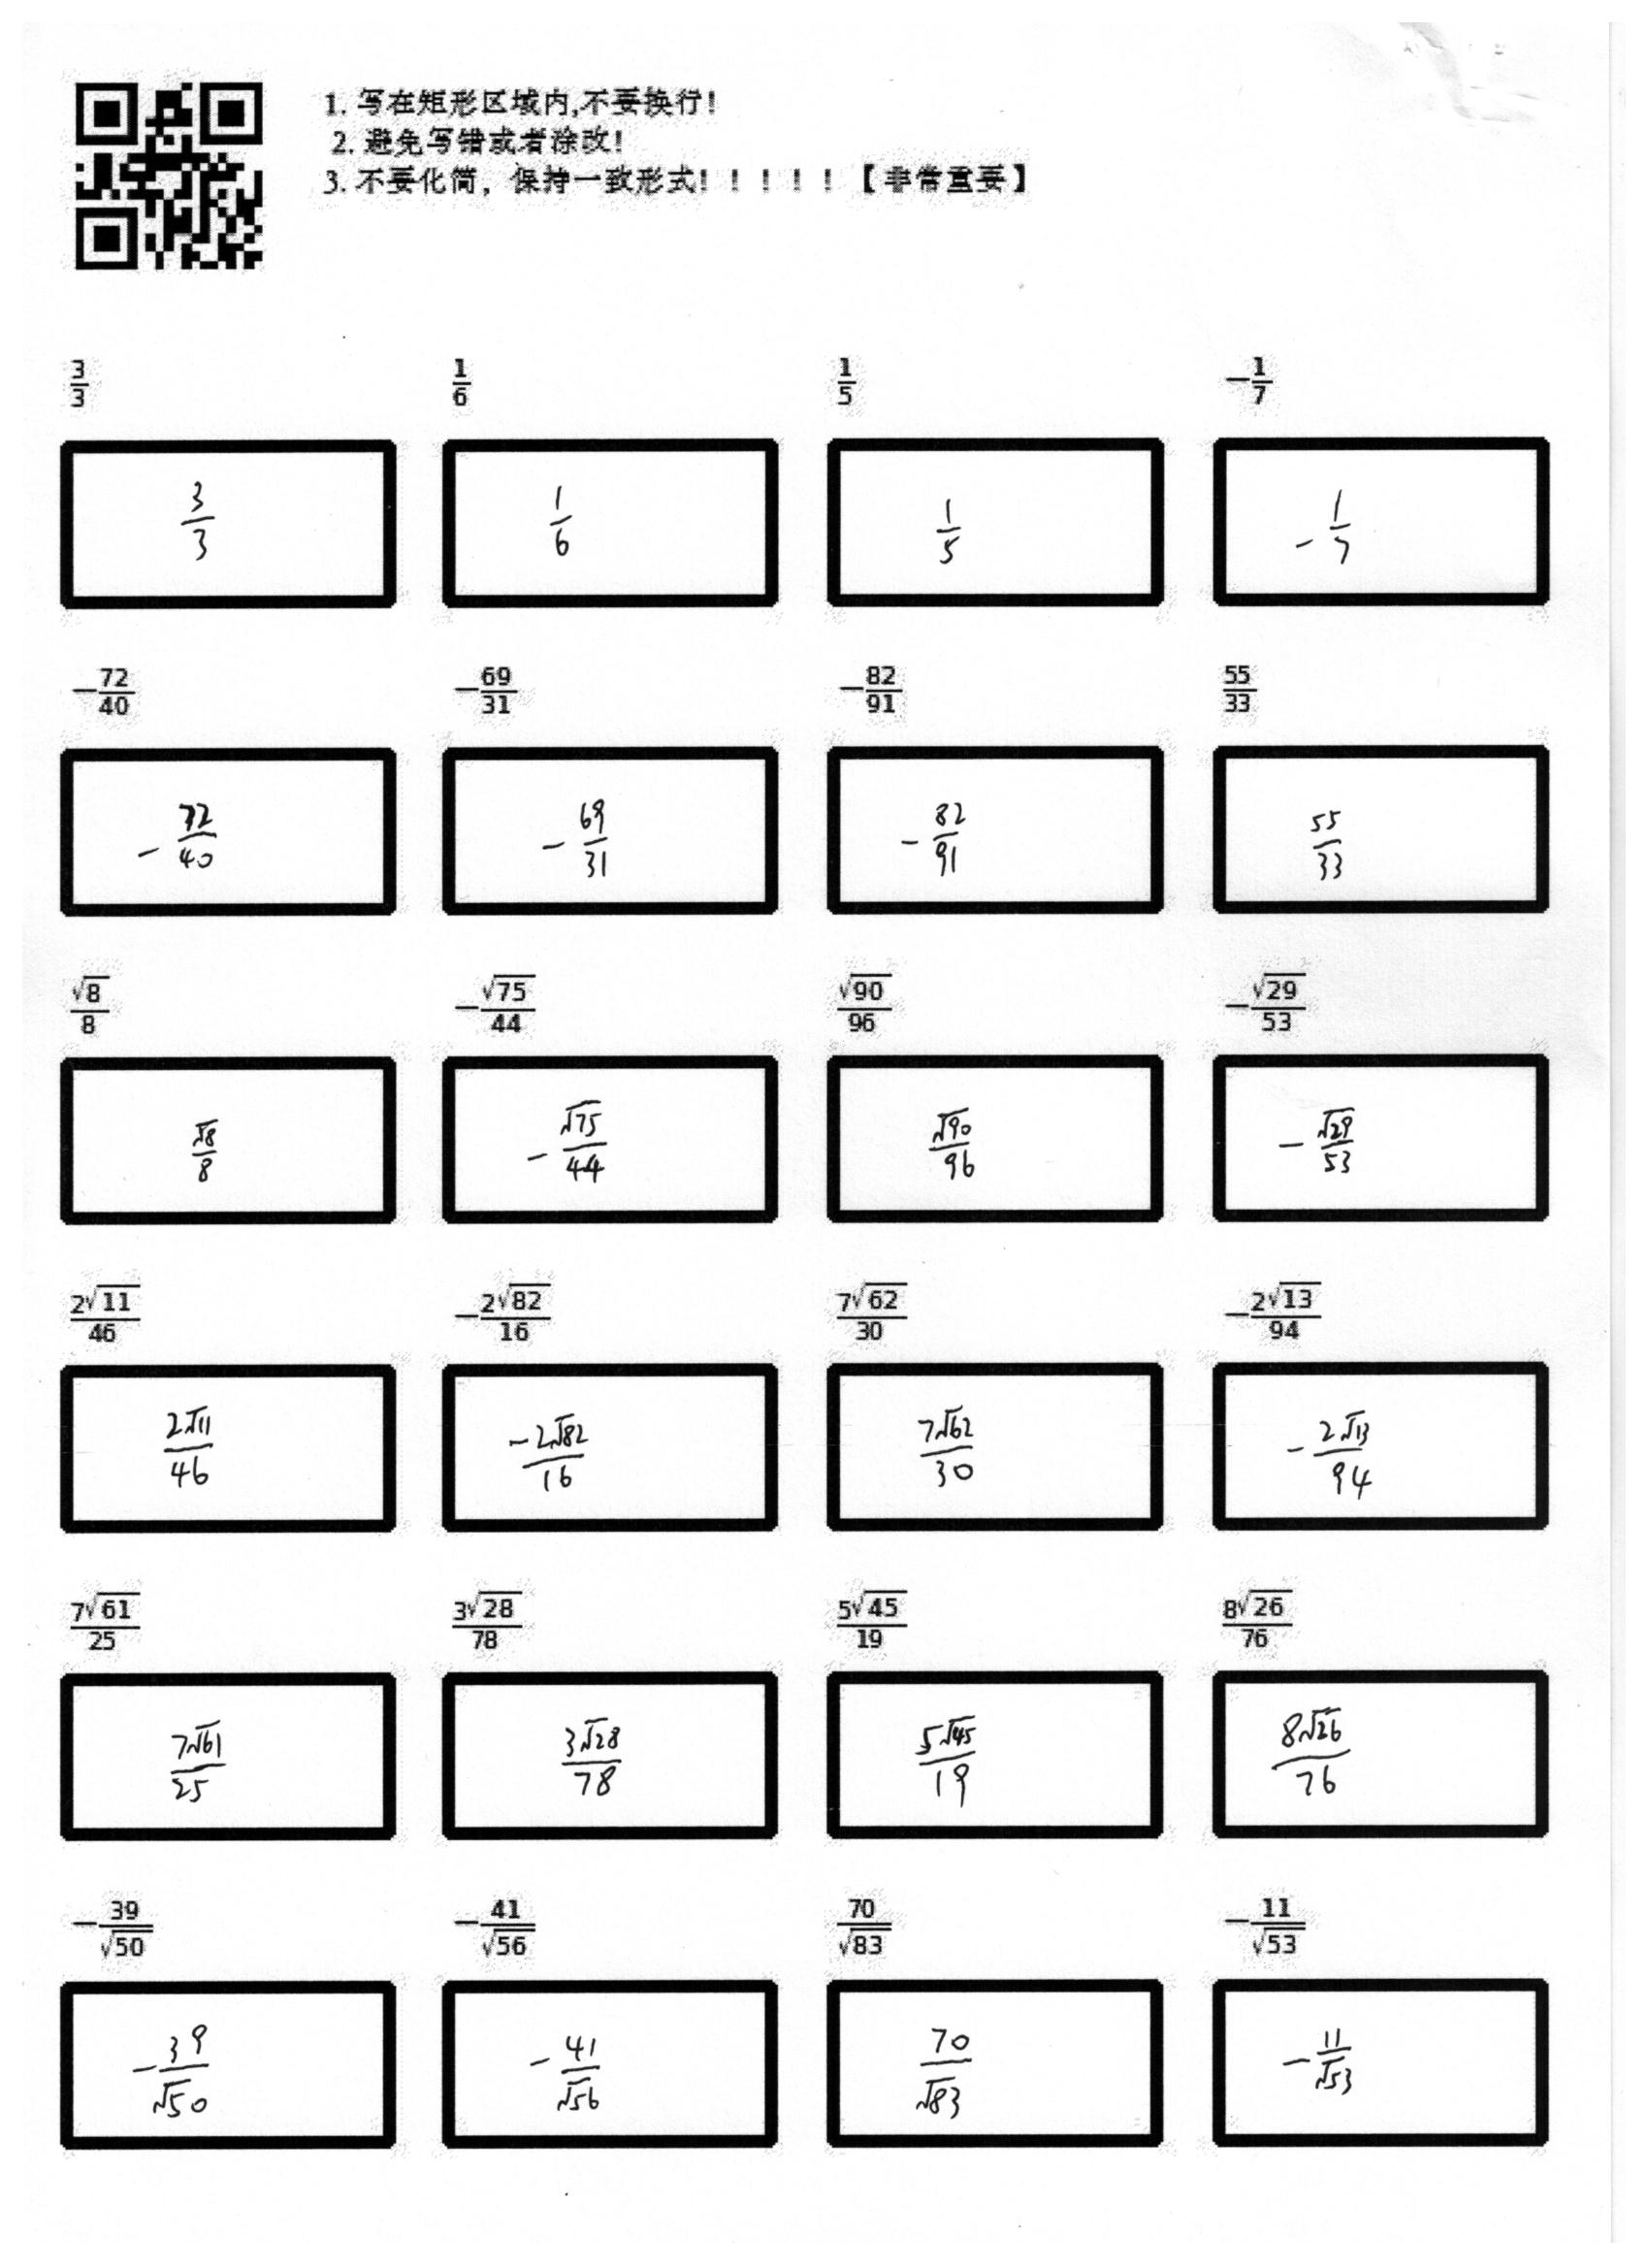 1. 写在矩形区域内,不要换行!
2. 避免写错或者涂改!
3. 不要化简，保持一致形式!！！！！【非常重要】
$\frac{3}{3}$ $\frac{1}{6}$ $\frac{1}{5}$ $-\frac{1}{7}$
$\frac{3}{3}$ $\frac{1}{6}$ $\frac{1}{5}$ $-\frac{1}{7}$
$-\frac{72}{40}$ $-\frac{69}{31}$ $-\frac{82}{91}$ $\frac{55}{33}$
$-\frac{72}{40}$ $-\frac{69}{31}$ $-\frac{82}{91}$ $\frac{55}{33}$
$\frac{\sqrt{8}}{8}$ $-\frac{\sqrt{75}}{44}$ $\frac{\sqrt{90}}{96}$ $-\frac{\sqrt{29}}{53}$
$\frac{\sqrt{8}}{8}$ $-\frac{\sqrt{75}}{44}$ $\frac{\sqrt{90}}{96}$ $-\frac{\sqrt{29}}{53}$
$\frac{2\sqrt{11}}{46}$ $-\frac{2\sqrt{82}}{16}$ $\frac{7\sqrt{62}}{30}$ $-\frac{2\sqrt{13}}{94}$
$\frac{2\sqrt{11}}{46}$ $\frac{-2\sqrt{82}}{16}$ $\frac{7\sqrt{62}}{30}$ $-\frac{2\sqrt{13}}{94}$
$\frac{7\sqrt{61}}{25}$ $\frac{3\sqrt{28}}{78}$ $\frac{5\sqrt{45}}{19}$ $\frac{8\sqrt{26}}{76}$
$\frac{7\sqrt{61}}{25}$ $\frac{3\sqrt{28}}{78}$ $\frac{5\sqrt{45}}{19}$ $\frac{8\sqrt{26}}{76}$
$-\frac{39}{\sqrt{50}}$ $-\frac{41}{\sqrt{56}}$ $\frac{70}{\sqrt{83}}$ $-\frac{11}{\sqrt{53}}$
$-\frac{39}{\sqrt{50}}$ $-\frac{41}{\sqrt{56}}$ $\frac{70}{\sqrt{83}}$ $-\frac{11}{\sqrt{53}}$